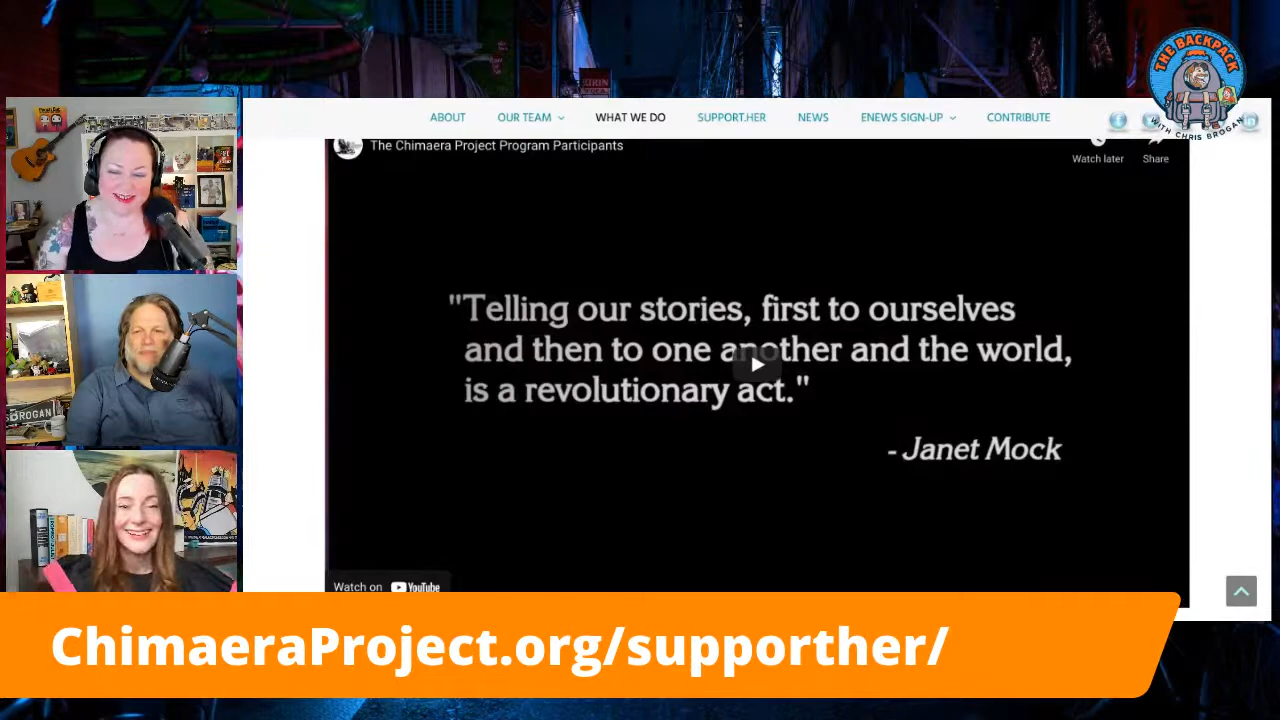 THE BACKPACK
WITH CHRIS BROGAN
KIRIN
ABOUT
OUR TEAM
WHAT WE DO
SUPPORT.HER
NEWS
ENEWS SIGN-UP
CONTRIBUTE
The Chimaera Project Program Participants
Watch later
Share
"Telling our stories, first to ourselves
and then to one another and the world,
is a revolutionary act."
- Janet Mock
Watch on YouTube
BROGAN
ChimaeraProject.org/supporther/